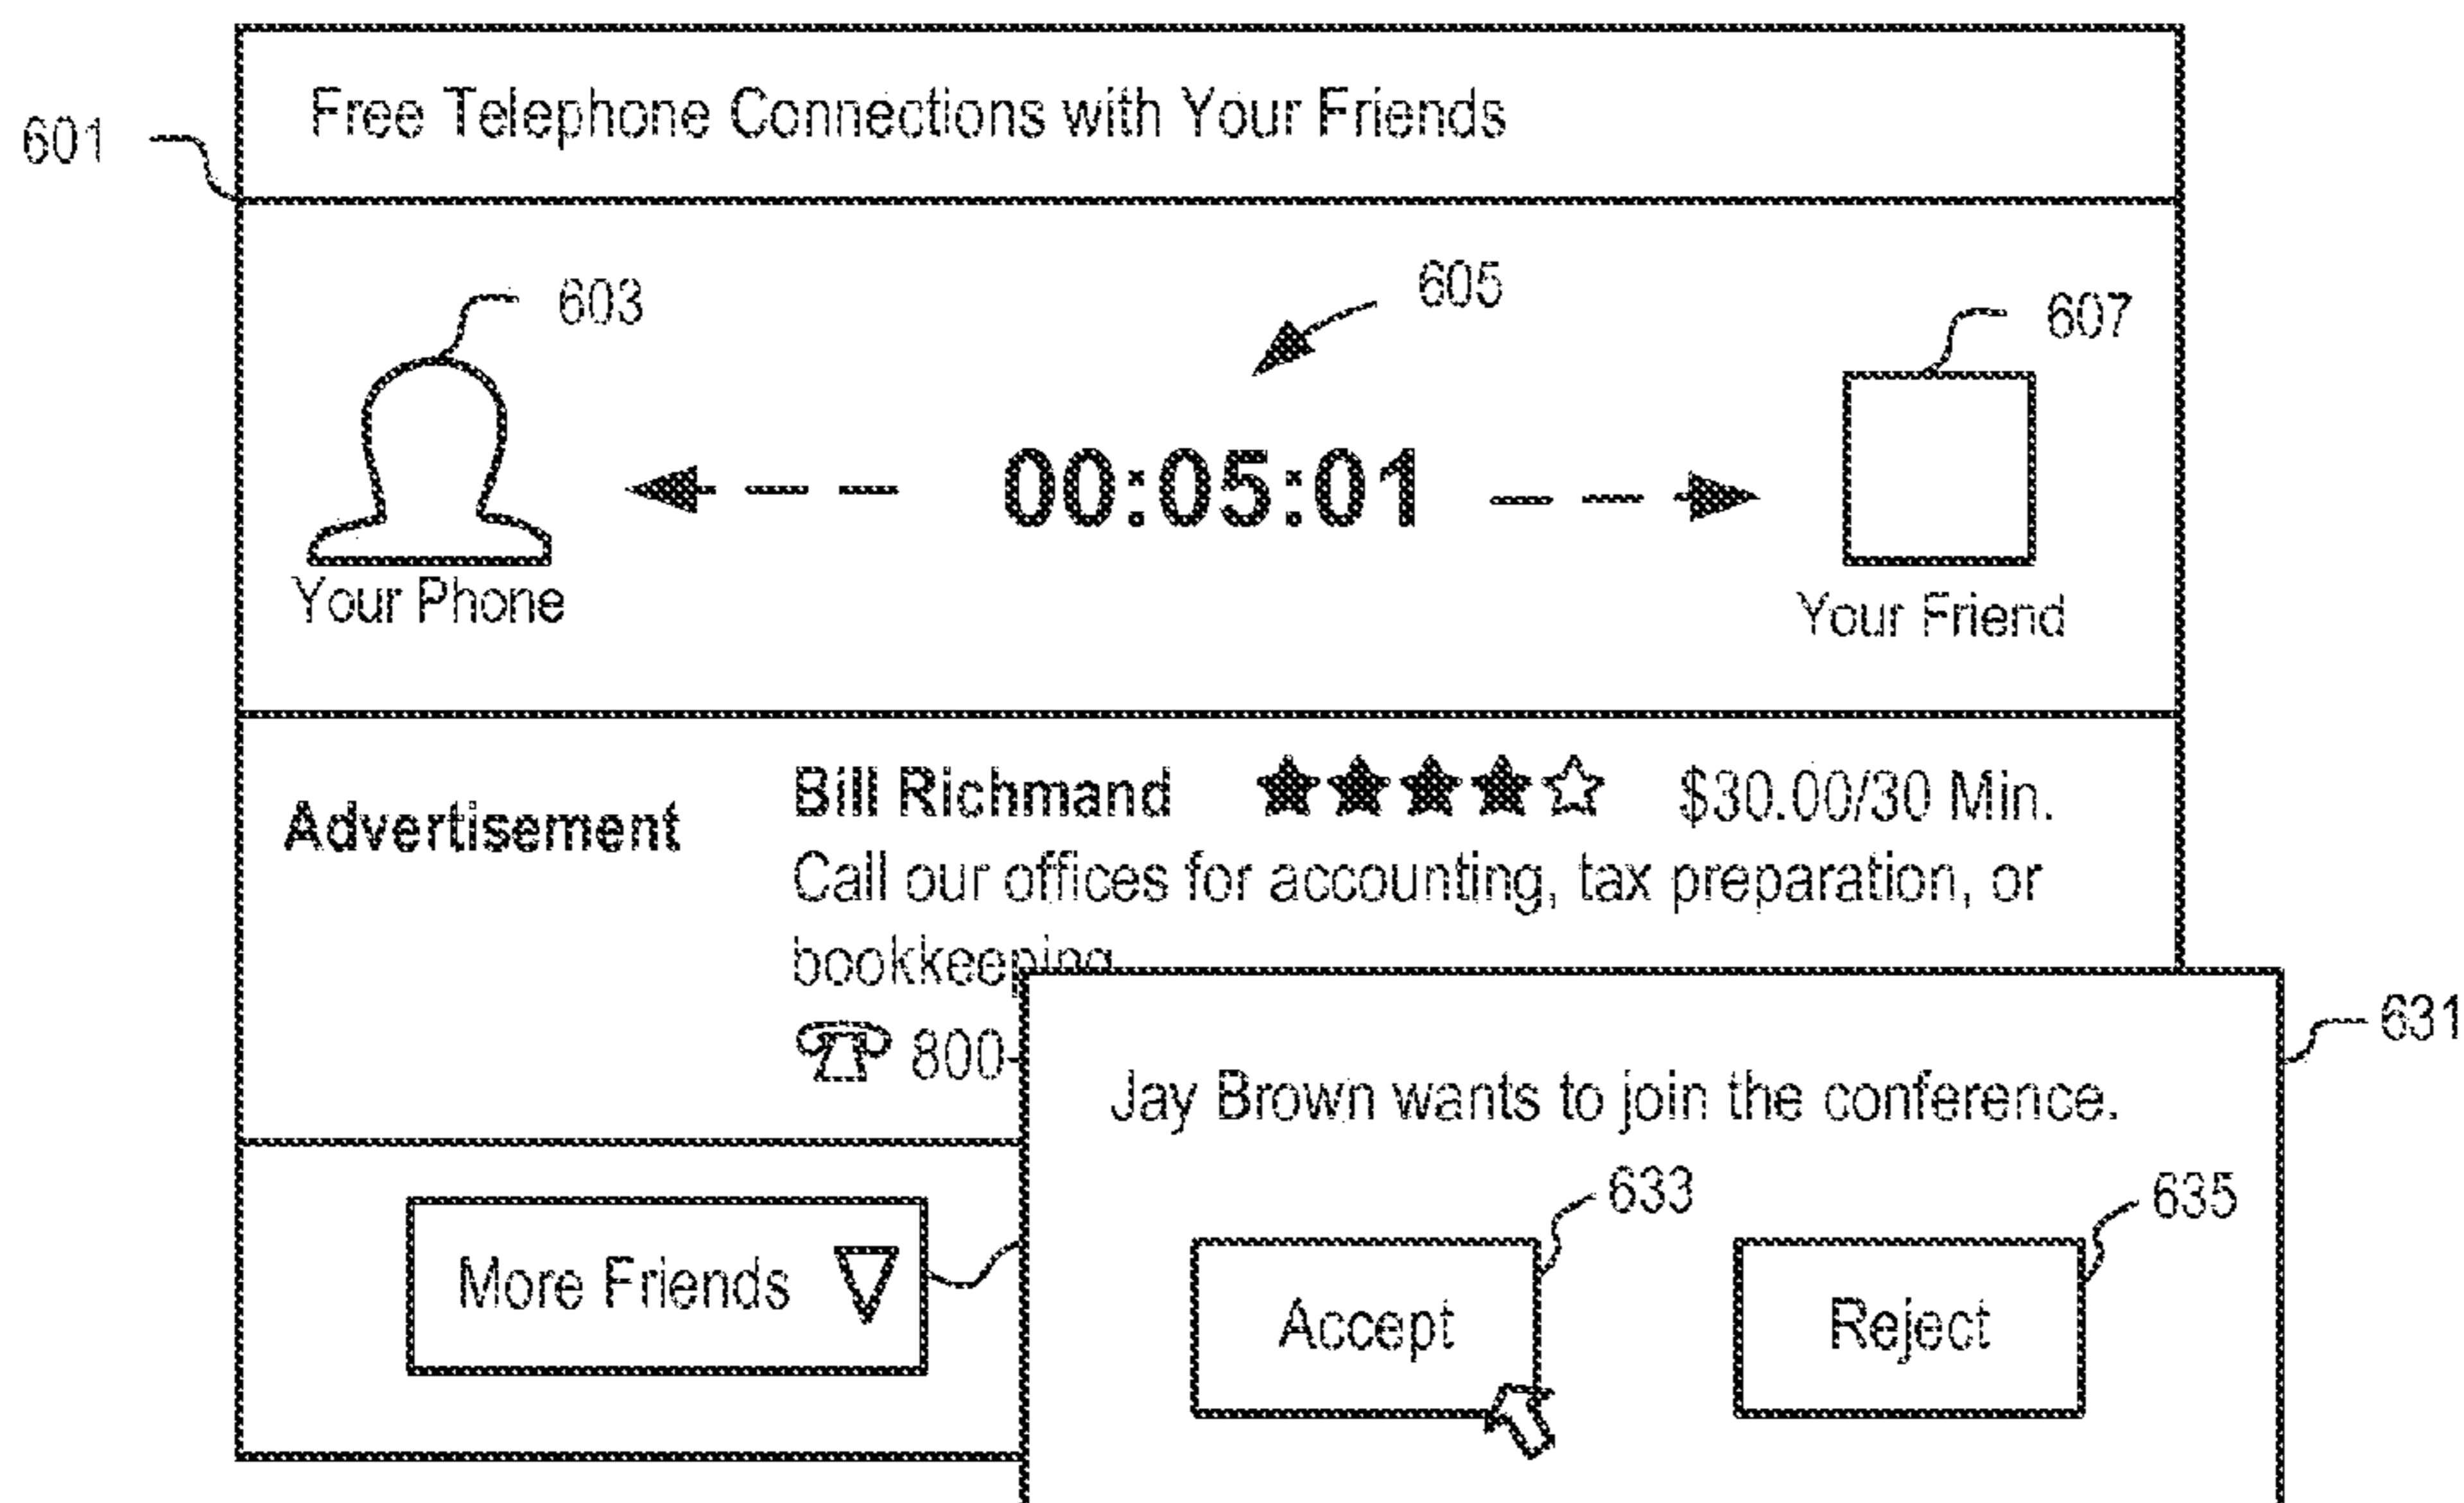 Free Telephone Connections with Your Friends
601
603
605
607
00:05:01
Your Phone
Your Friend
Advertisement
Bill Richmand $30.00/30 Min.
Call our offices for accounting, tax preparation, or
bookkeeping
800-
631
Jay Brown wants to join the conference.
633
635
More Friends
Accept
Reject